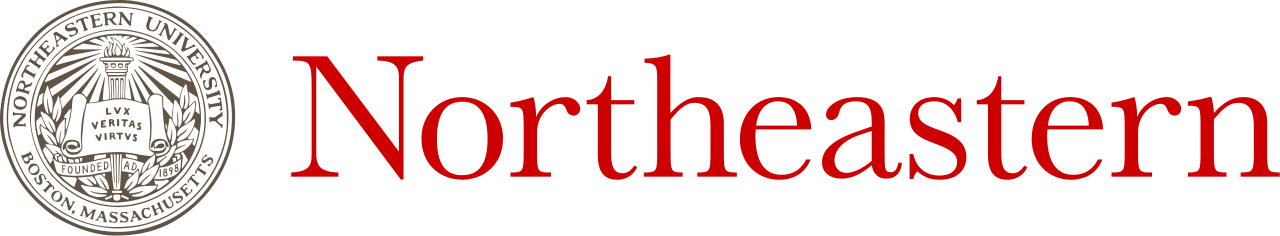 NORTHEASTERN UNIVERSITY
LVX
VERITAS
VIRTVS
FOUNDED A.D. 1898
BOSTON, MASSACHUSETTS
Northeastern